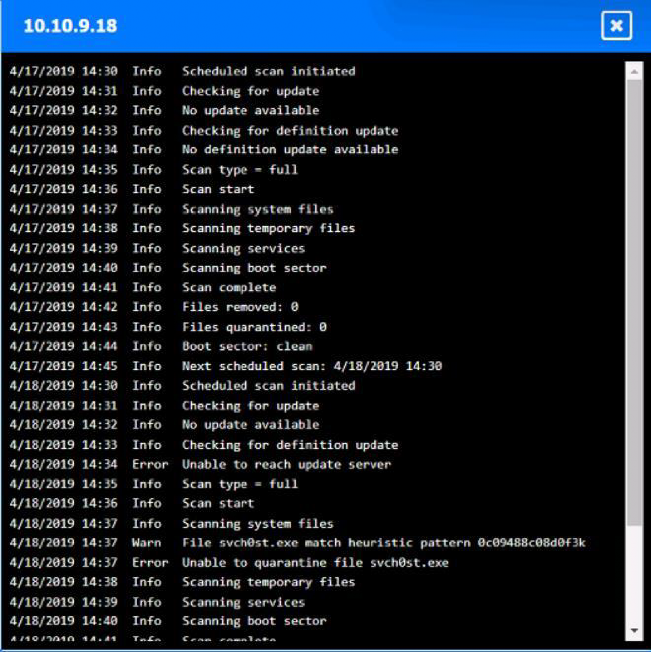 10.10.9.18
4/17/2019 14:30 Info Scheduled scan initiated
4/17/2019 14:31 Info Checking for update
4/17/2019 14:32 Info No update available
4/17/2019 14:33 Info Checking for definition update
4/17/2019 14:34 Info No definition update available
4/17/2019 14:35 Info Scan type = full
4/17/2019 14:36 Info Scan start
4/17/2019 14:37 Info Scanning system files
4/17/2019 14:38 Info Scanning temporary files
4/17/2019 14:39 Info Scanning services
4/17/2019 14:40 Info Scanning boot sector
4/17/2019 14:41 Info Scan complete
4/17/2019 14:42 Info Files removed: 0
4/17/2019 14:43 Info Files quarantined: 0
4/17/2019 14:44 Info Boot sector: clean
4/17/2019 14:45 Info Next scheduled scan: 4/18/2019 14:30
4/18/2019 14:30 Info Scheduled scan initiated
4/18/2019 14:31 Info Checking for update
4/18/2019 14:32 Info No update available
4/18/2019 14:33 Info Checking for definition update
4/18/2019 14:34 Error Unable to reach update server
4/18/2019 14:35 Info Scan type = full
4/18/2019 14:36 Info Scan start
4/18/2019 14:37 Info Scanning system files
4/18/2019 14:37 Warn File svch0st.exe match heuristic pattern 0c09488c08d0f3k
4/18/2019 14:37 Error Unable to quarantine file svch0st.exe
4/18/2019 14:38 Info Scanning temporary files
4/18/2019 14:39 Info Scanning services
4/18/2019 14:40 Info Scanning boot sector
4/18/2019 14:41 Info Scan complete